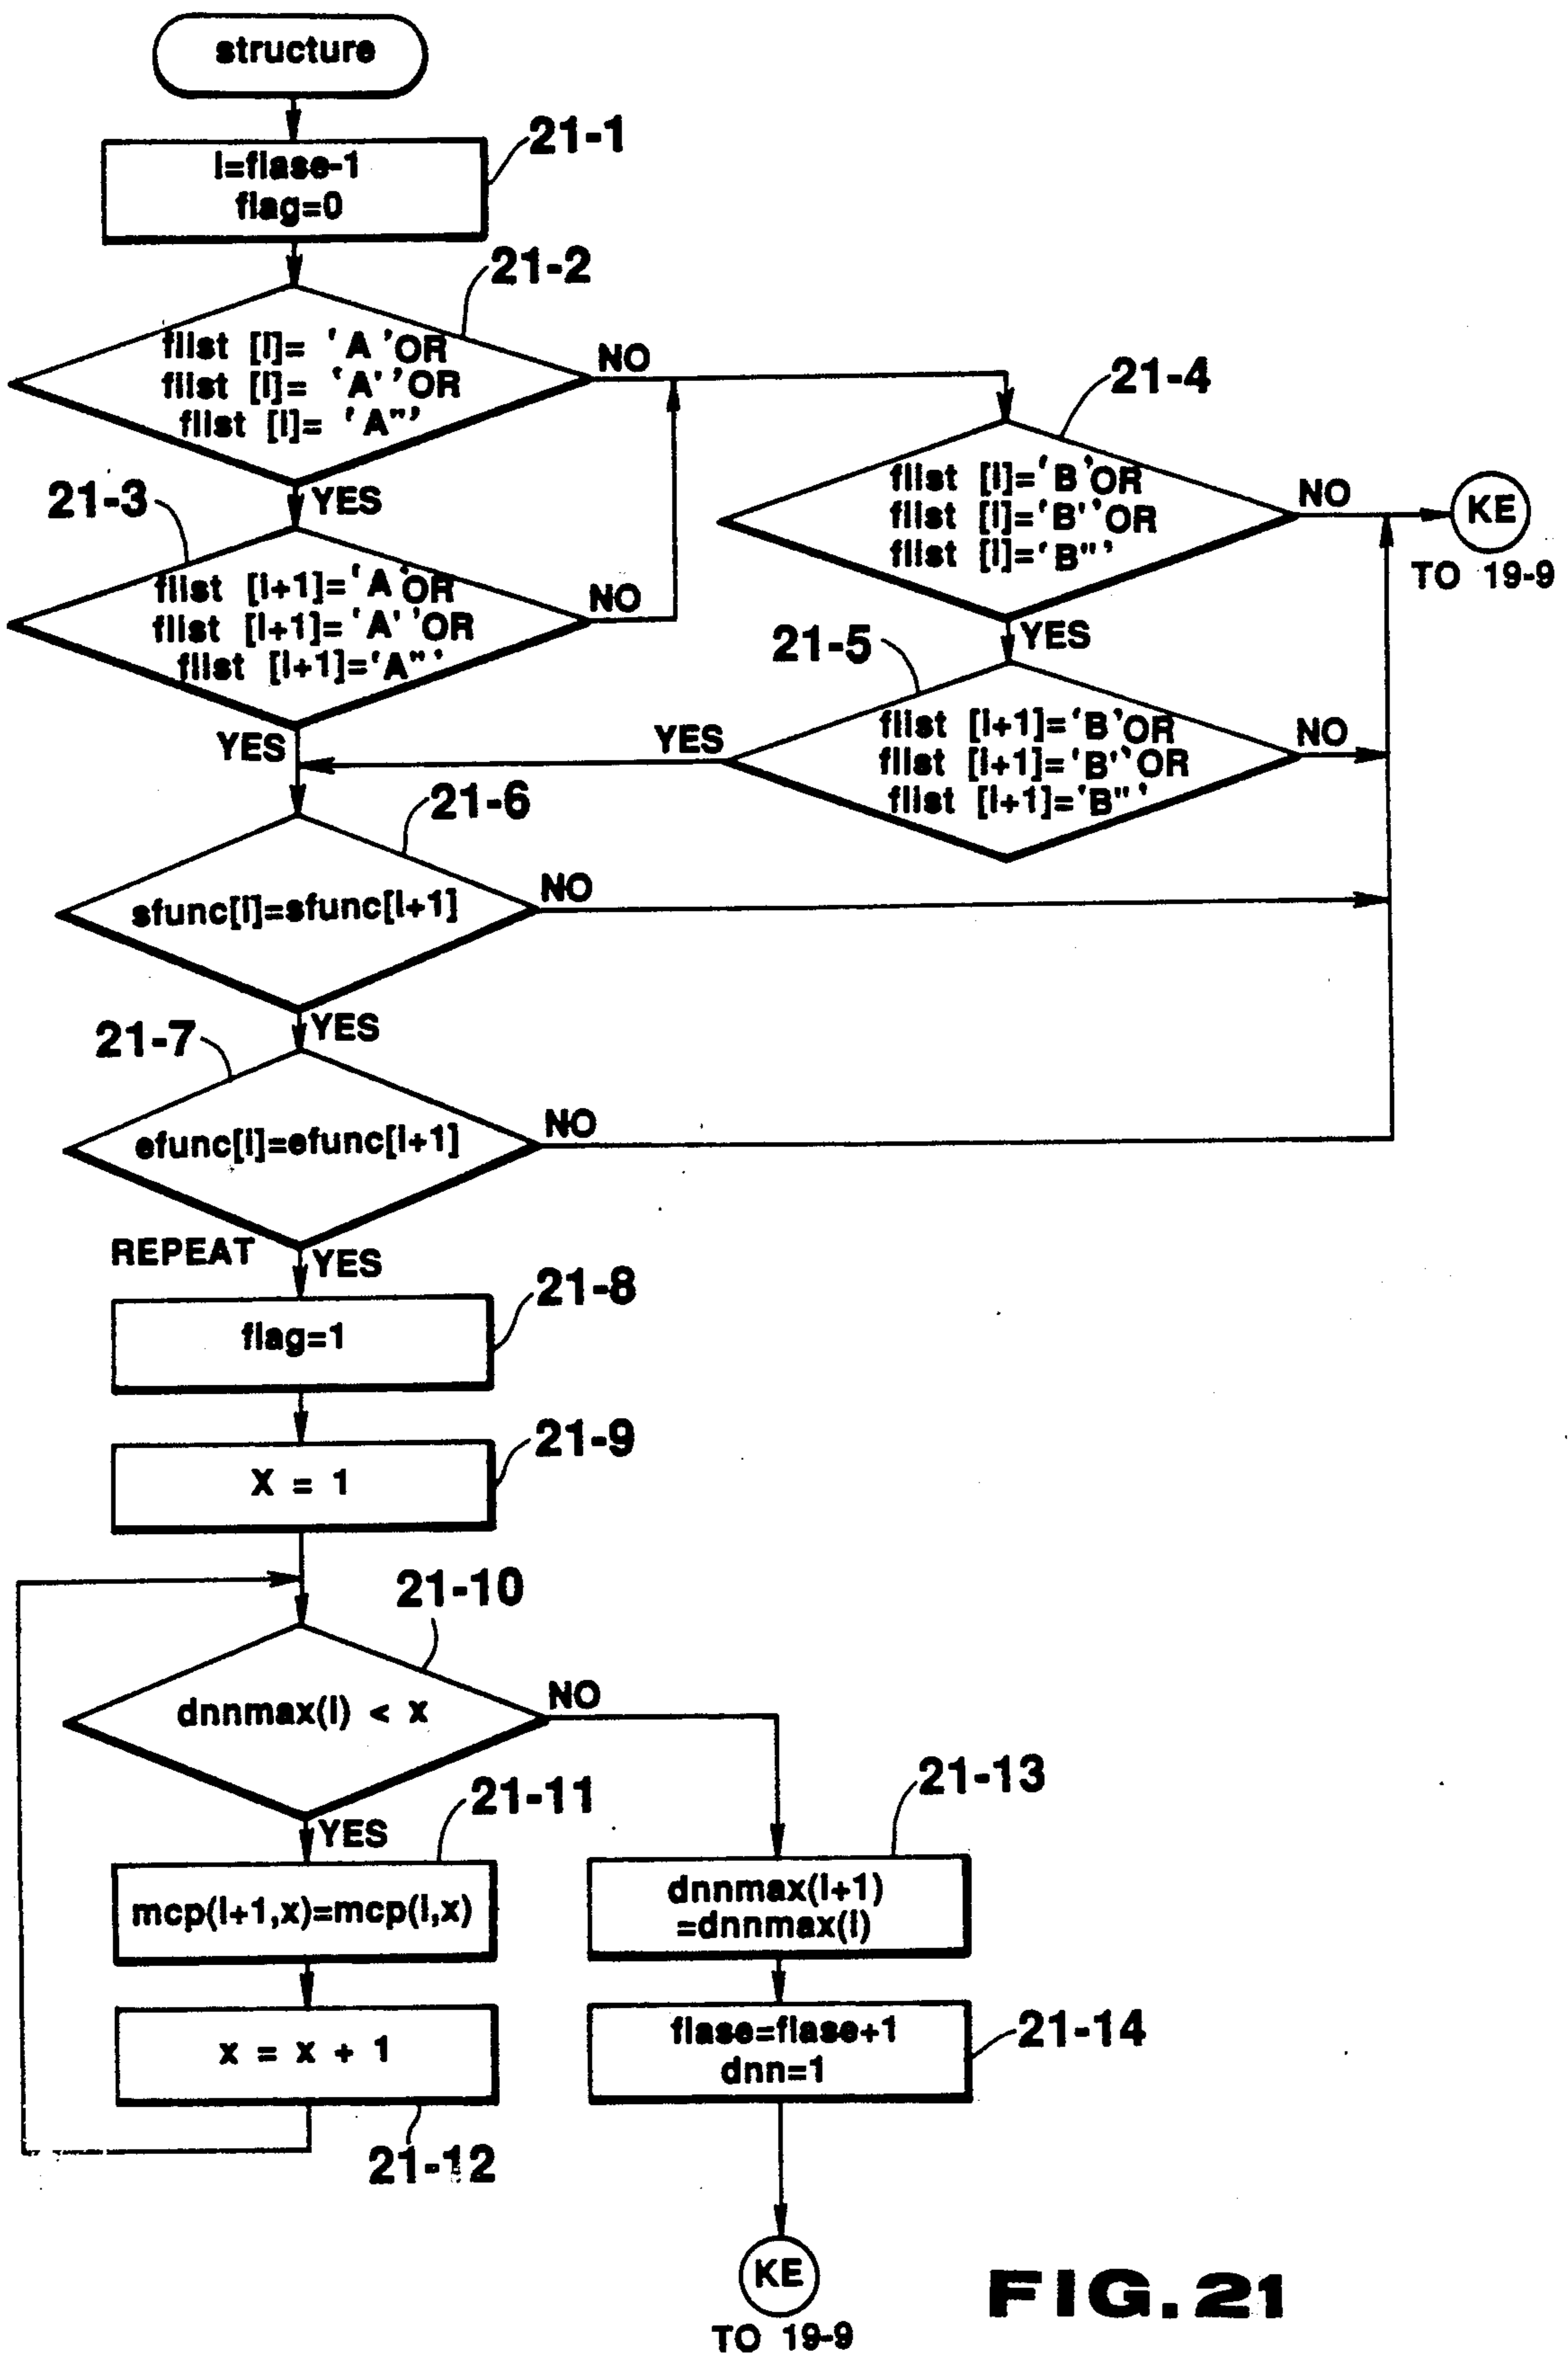 structure
21-1
I=flase-1
flag=0
21-2
flist [I]= 'A'OR
flist [I]= 'A''OR
flist [I]= 'A"'
NO
YES
21-4
flist [I]='B'OR
flist [I]='B''OR
flist [I]='B"'
NO
KE
TO 19-9
YES
21-3
flist [I+1]='A'OR
flist [I+1]='A''OR
flist [I+1]='A"'
NO
YES
21-5
flist [I+1]='B'OR
flist [I+1]='B''OR
flist [I+1]='B"'
YES
NO
21-6
sfunc[I]=sfunc[I+1]
NO
YES
21-7
efunc[I]=efunc[I+1]
NO
REPEAT
YES
21-8
flag=1
21-9
X = 1
21-10
dnnmax(I) < x
NO
YES
21-11
mcp(I+1,x)=mcp(I,x)
x = x + 1
21-12
21-13
dnnmax(I+1)
=dnnmax(I)
flase=flase+1
dnn=1
21-14
KE
TO 19-9
FIG.21